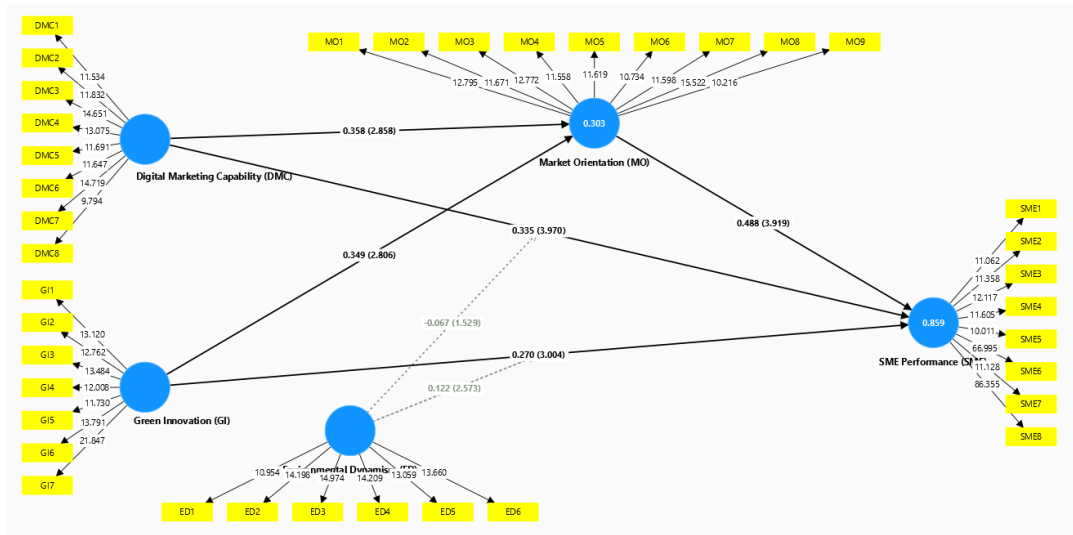 DMC1
DMC2
DMC3
DMC4
DMC5
DMC6
DMC7
DMC8
11.534
11.832
14.651
13.075
11.691
11.647
14.719
9.794
Digital Marketing Capability (DMC)
MO1
MO2
MO3
MO4
MO5
MO6
MO7
MO8
MO9
12.795
11.671
12.772
11.558
11.619
10.734
11.598
15.522
10.216
0.303
Market Orientation (MO)
0.358 (2.858)
0.335 (3.970)
0.349 (2.806)
0.488 (3.919)
-0.067 (1.529)
0.270 (3.004)
0.122 (2.573)
GI1
GI2
GI3
GI4
GI5
GI6
GI7
13.120
12.762
13.484
12.008
11.730
13.791
21.847
Green Innovation (GI)
10.954
14.198
14.974
14.209
13.059
13.660
ED1
ED2
ED3
ED4
ED5
ED6
SME1
SME2
SME3
SME4
SME5
SME6
SME7
SME8
11.062
11.358
12.117
11.605
10.011
66.995
11.128
86.355
0.859
SME Performance